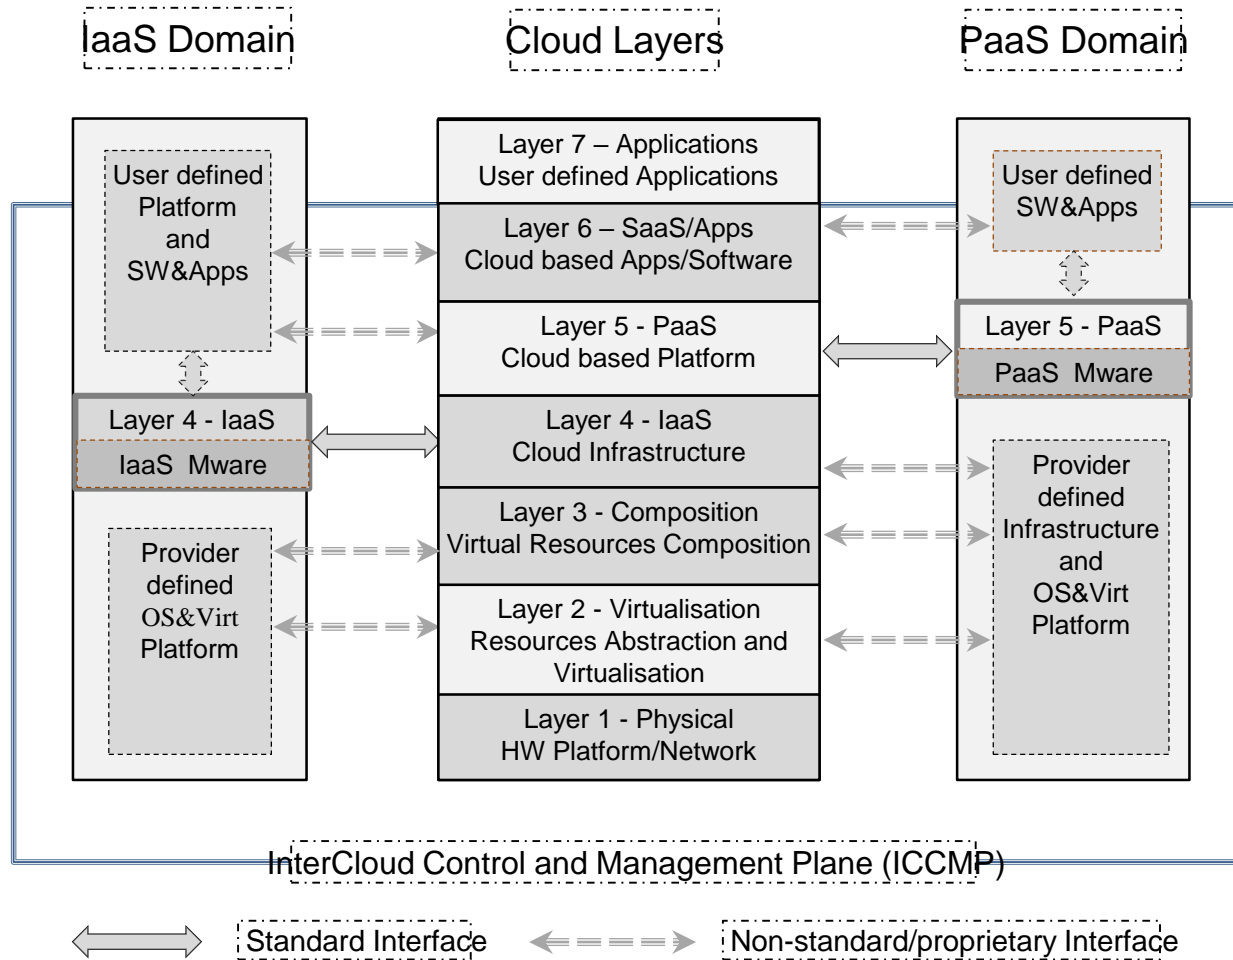 IaaS Domain
Cloud Layers
PaaS Domain
User defined
Platform
and
SW&Apps
Layer 4 - IaaS
IaaS Mware
Provider
defined
OS&Virt
Platform
Layer 7 – Applications
User defined Applications
Layer 6 – SaaS/Apps
Cloud based Apps/Software
Layer 5 - PaaS
Cloud based Platform
Layer 4 - IaaS
Cloud Infrastructure
Layer 3 - Composition
Virtual Resources Composition
Layer 2 - Virtualisation
Resources Abstraction and
Virtualisation
Layer 1 - Physical
HW Platform/Network
User defined
SW&Apps
Layer 5 - PaaS
PaaS Mware
Provider
defined
Infrastructure
and
OS&Virt
Platform
InterCloud Control and Management Plane (ICCMP)
Standard Interface
Non-standard/proprietary Interface